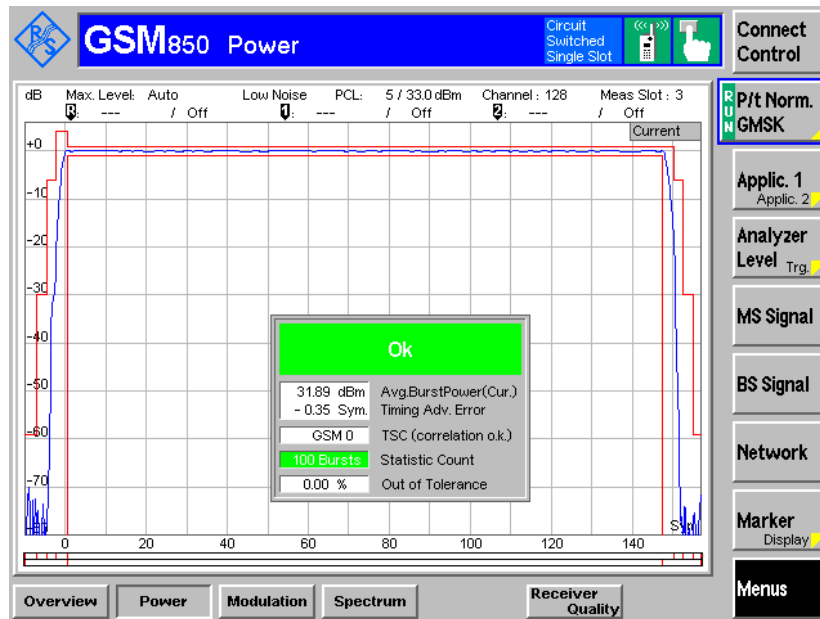 R&S GSM850 Power Circuit Switched Single Slot
Connect Control
dB Max. Level: Auto Low Noise PCL: 5 / 33.0 dBm Channel : 128 Meas Slot : 3
R: --- / Off 1: --- / Off 2: --- / Off
Current
RUN P/t Norm. GMSK
Applic. 1
Applic. 2
Analyzer Level Trg.
MS Signal
BS Signal
Network
Marker
Display
Menus
+0
-10
-20
-30
-40
-50
-60
-70
Ok
31.89 dBm Avg.BurstPower(Cur.)
- 0.35 Sym. Timing Adv. Error
GSM 0 TSC (correlation o.k.)
100 Bursts Statistic Count
0.00 % Out of Tolerance
0 20 40 60 80 100 120 140
Overview Power Modulation Spectrum Receiver Quality